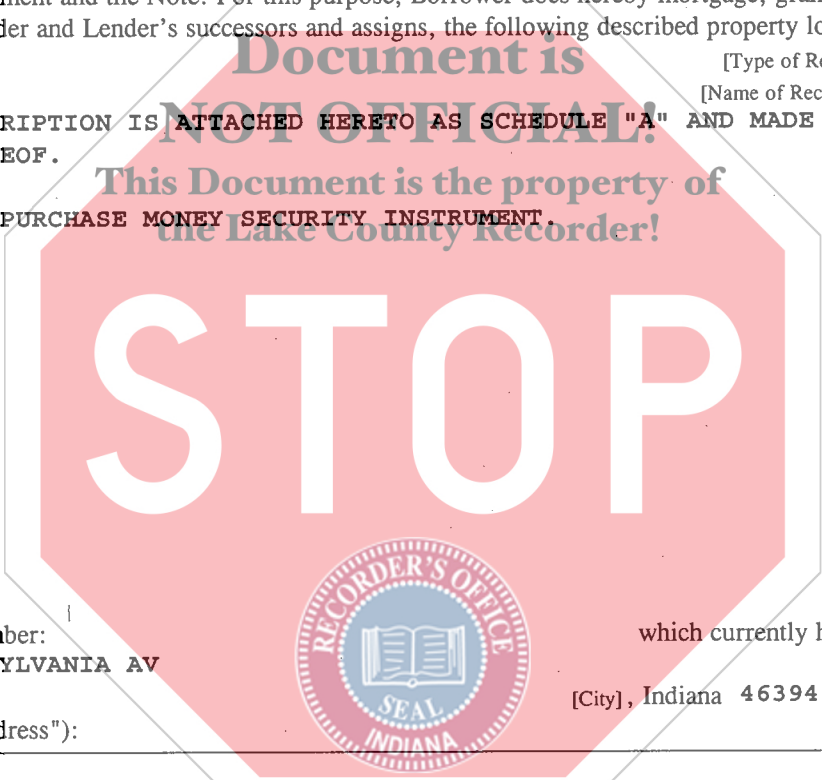 ment and the Note. For this purpose, Borrower does hereby mortgage, gran
der and Lender's successors and assigns, the following described property lo
Document is
[Type of Re
[Name of Rec
NOT OFFICIAL!
RIPTION IS ATTACHED HERETO AS SCHEDULE "A" AND MADE
EOF.
This Document is the property of
PURCHASE MONEY SECURITY INSTRUMENT.
the Lake County Recorder!
STOP
RECORDER'S OFFICE
SEAL
INDIANA
ber:
which currently h
YLVANIA AV
[City], Indiana 46394
dress"):